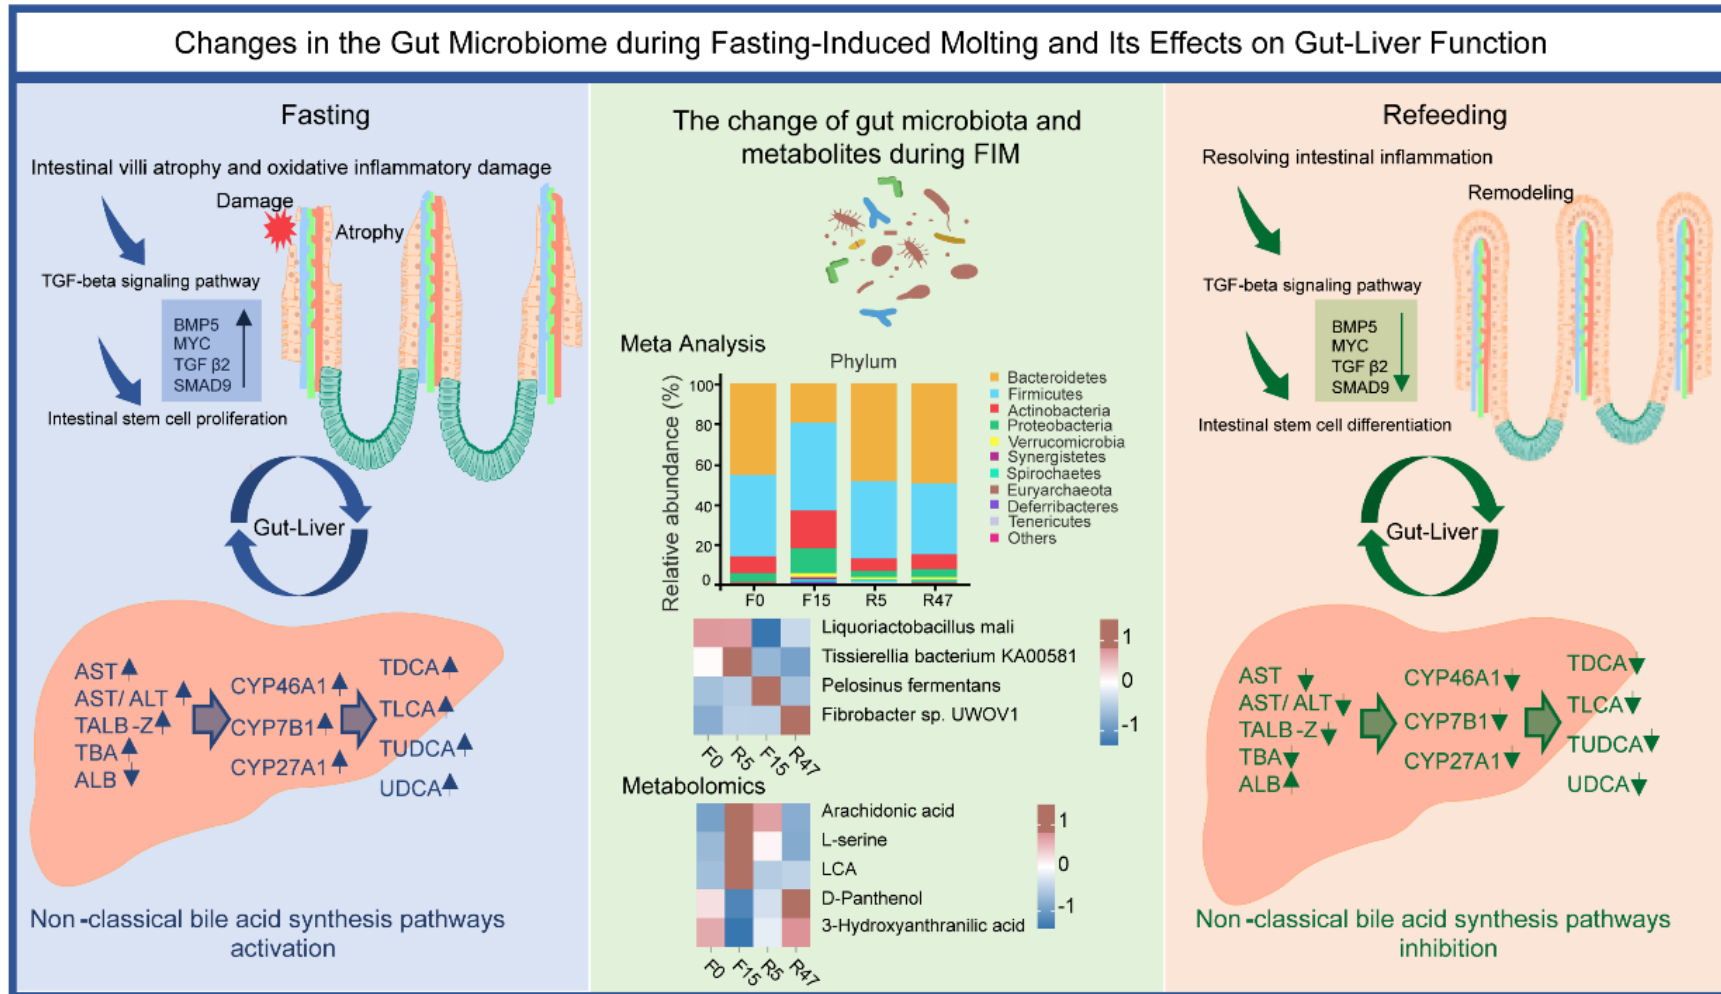 Changes in the Gut Microbiome during Fasting-Induced Molting and Its Effects on Gut-Liver Function
Fasting
Intestinal villi atrophy and oxidative inflammatory damage
Damage
Atrophy
TGF-beta signaling pathway
BMP5
MYC
TGF β2
SMAD9
Intestinal stem cell proliferation
Gut-Liver
AST
AST/ ALT
TALB-Z
TBA
ALB
CYP46A1
CYP7B1
CYP27A1
TDCA
TLCA
TUDCA
UDCA
Non-classical bile acid synthesis pathways
activation
The change of gut microbiota and
metabolites during FIM
Meta Analysis
Phylum
Relative abundance (%)
100
80
60
40
20
0
F0
F15
R5
R47
Bacteroidetes
Firmicutes
Actinobacteria
Proteobacteria
Verrucomicrobia
Synergistetes
Spirochaetes
Euryarchaeota
Deferribacteres
Tenericutes
Others
Liquoriactobacillus mali
Tissierellia bacterium KA00581
Pelosinus fermentans
Fibrobacter sp. UWOV1
F0
R5
F15
R47
1
0
-1
Metabolomics
Arachidonic acid
L-serine
LCA
D-Panthenol
3-Hydroxyanthranilic acid
F0
F15
R5
R47
1
0
-1
Refeeding
Resolving intestinal inflammation
Remodeling
TGF-beta signaling pathway
BMP5
MYC
TGF β2
SMAD9
Intestinal stem cell differentiation
Gut-Liver
AST
AST/ ALT
TALB-Z
TBA
ALB
CYP46A1
CYP7B1
CYP27A1
TDCA
TLCA
TUDCA
UDCA
Non-classical bile acid synthesis pathways
inhibition